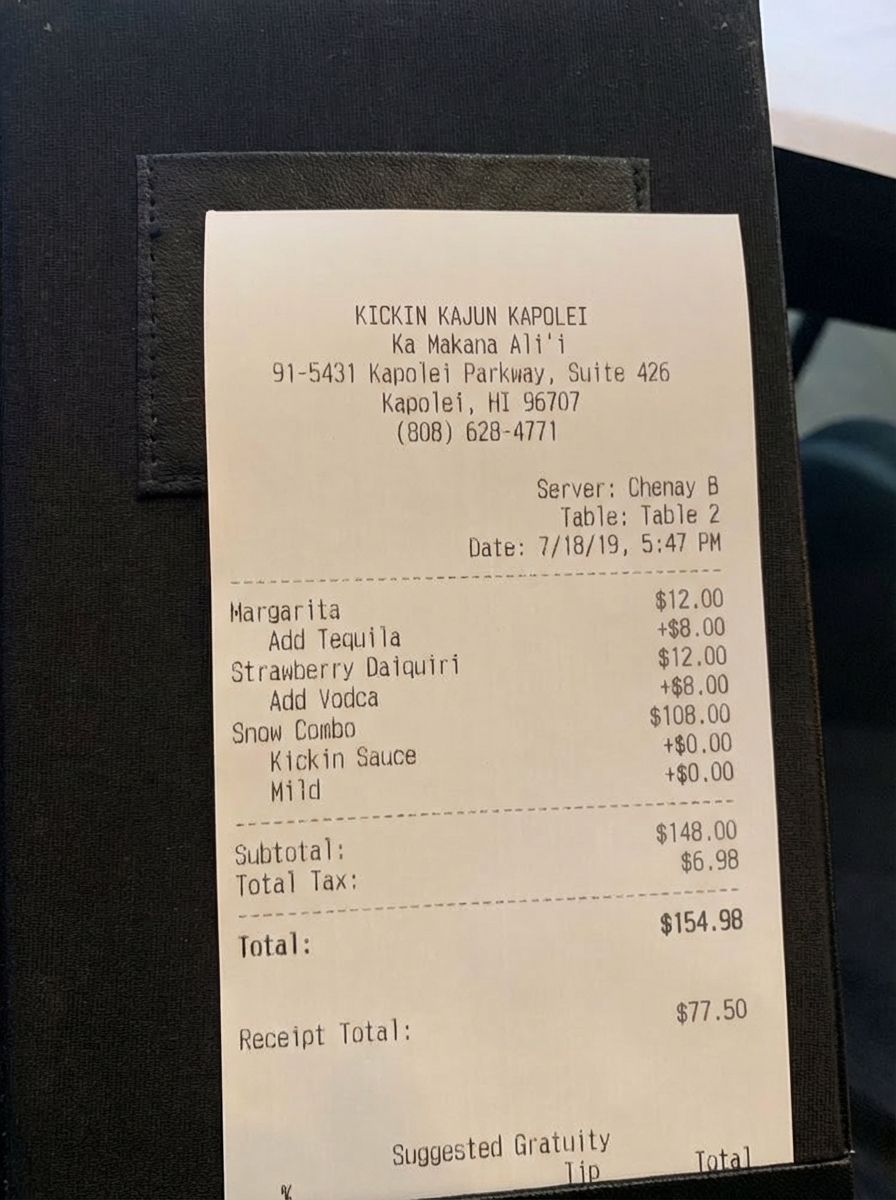 KICKIN KAJUN KAPOLEI
Ka Makana Ali'i
91-5431 Kapolei Parkway, Suite 426
Kapolei, HI 96707
(808) 628-4771
Server: Chenay B
Table: Table 2
Date: 7/18/19, 5:47 PM
Margarita $12.00
Add Tequila +$8.00
Strawberry Daiquiri $12.00
Add Vodca +$8.00
Snow Combo $108.00
Kickin Sauce +$0.00
Mild +$0.00
Subtotal: $148.00
Total Tax: $6.98
Total: $154.98
Receipt Total: $77.50
Suggested Gratuity
% Tip Total